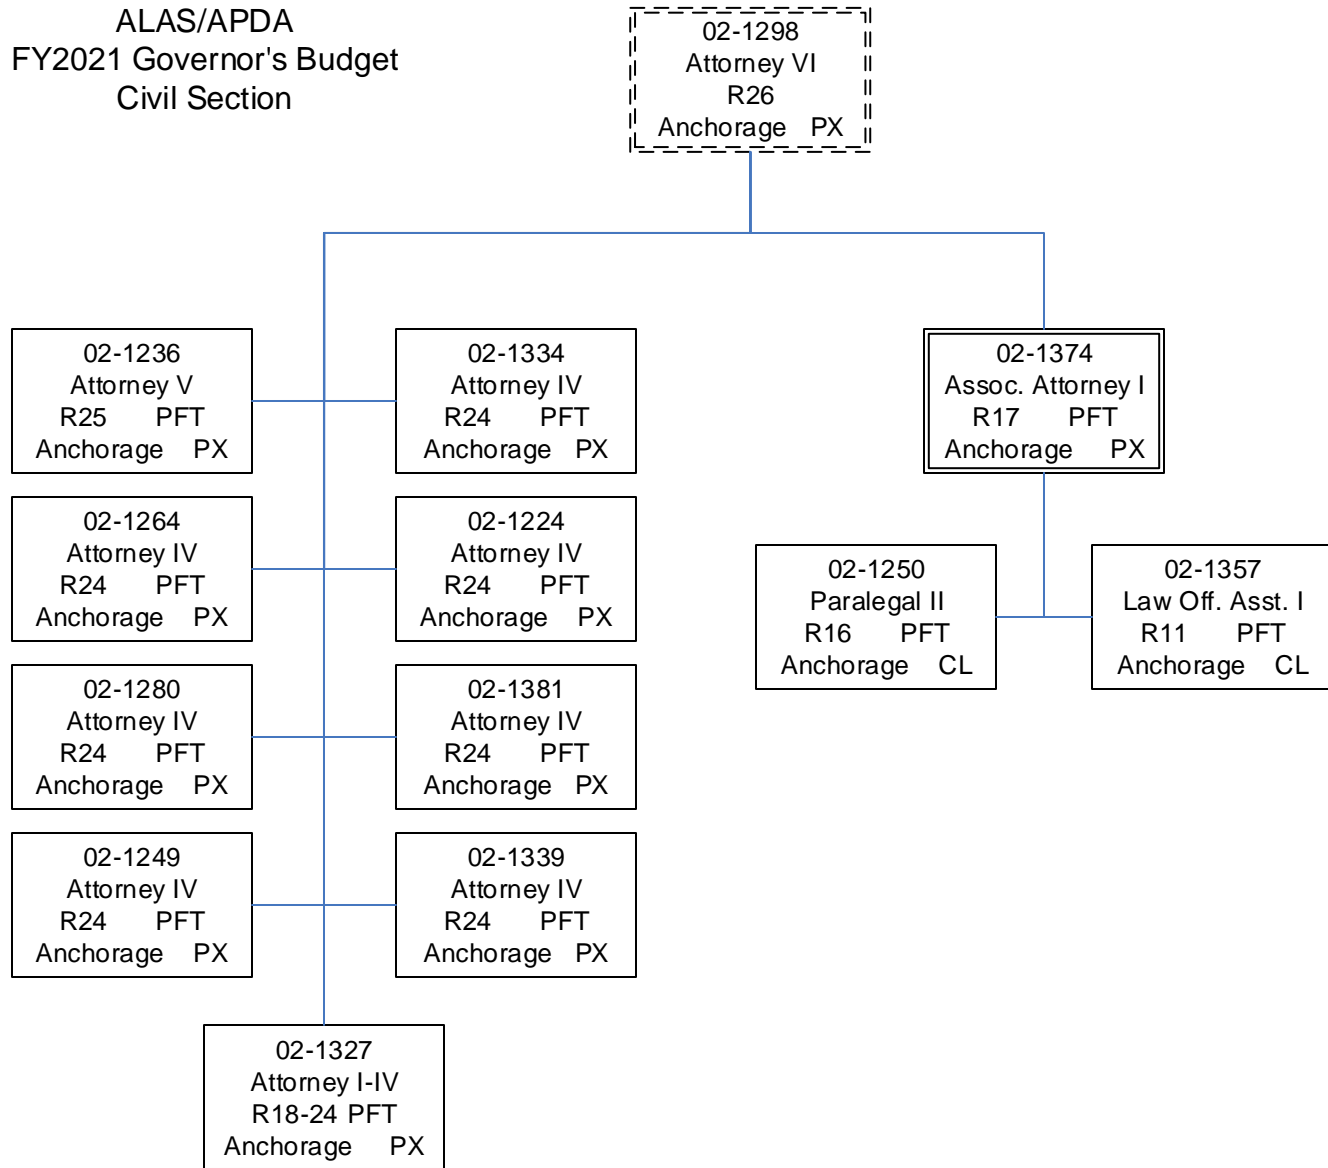 ALAS/APDA
FY2021 Governor's Budget
Civil Section
02-1298
Attorney VI
R26
Anchorage PX
02-1236
Attorney V
R25 PFT
Anchorage PX
02-1334
Attorney IV
R24 PFT
Anchorage PX
02-1374
Assoc. Attorney I
R17 PFT
Anchorage PX
02-1264
Attorney IV
R24 PFT
Anchorage PX
02-1224
Attorney IV
R24 PFT
Anchorage PX
02-1250
Paralegal II
R16 PFT
Anchorage CL
02-1357
Law Off. Asst. I
R11 PFT
Anchorage CL
02-1280
Attorney IV
R24 PFT
Anchorage PX
02-1381
Attorney IV
R24 PFT
Anchorage PX
02-1249
Attorney IV
R24 PFT
Anchorage PX
02-1339
Attorney IV
R24 PFT
Anchorage PX
02-1327
Attorney I-IV
R18-24 PFT
Anchorage PX